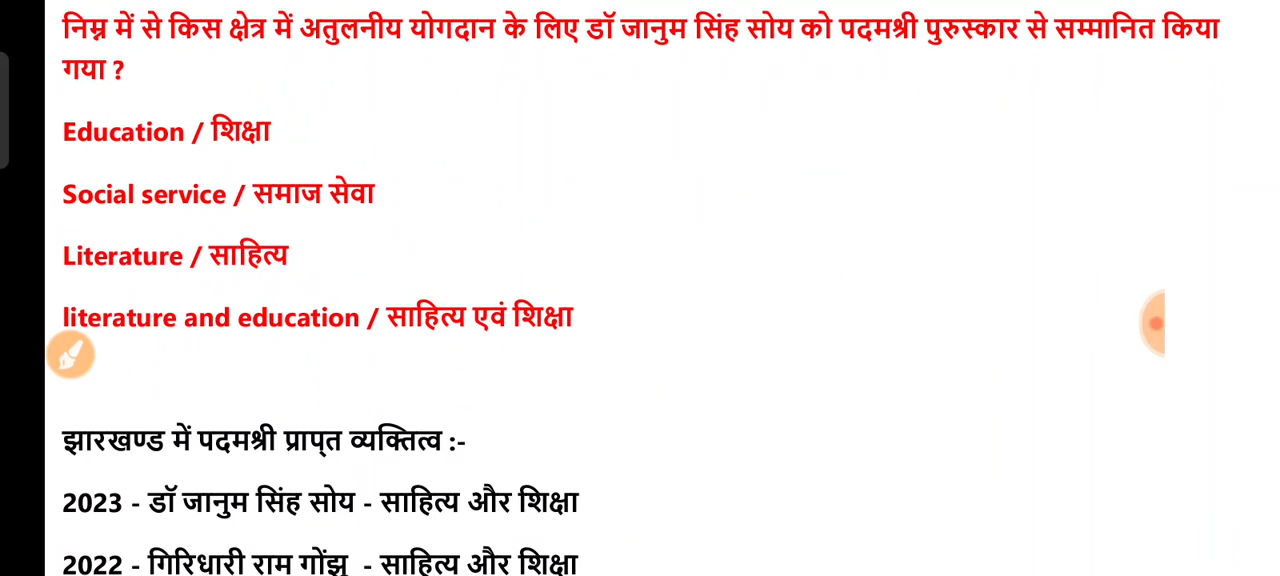 निम्न में से किस क्षेत्र में अतुलनीय योगदान के लिए डॉ जानुम सिंह सोय को पदमश्री पुरुस्कार से सम्मानित किया
गया ?
Education / शिक्षा
Social service / समाज सेवा
Literature / साहित्य
literature and education / साहित्य एवं शिक्षा
झारखण्ड में पदमश्री प्राप्त व्यक्तित्व :-
2023 - डॉ जानुम सिंह सोय - साहित्य और शिक्षा
2022 - गिरिधारी राम गोंझू - साहित्य और शिक्षा